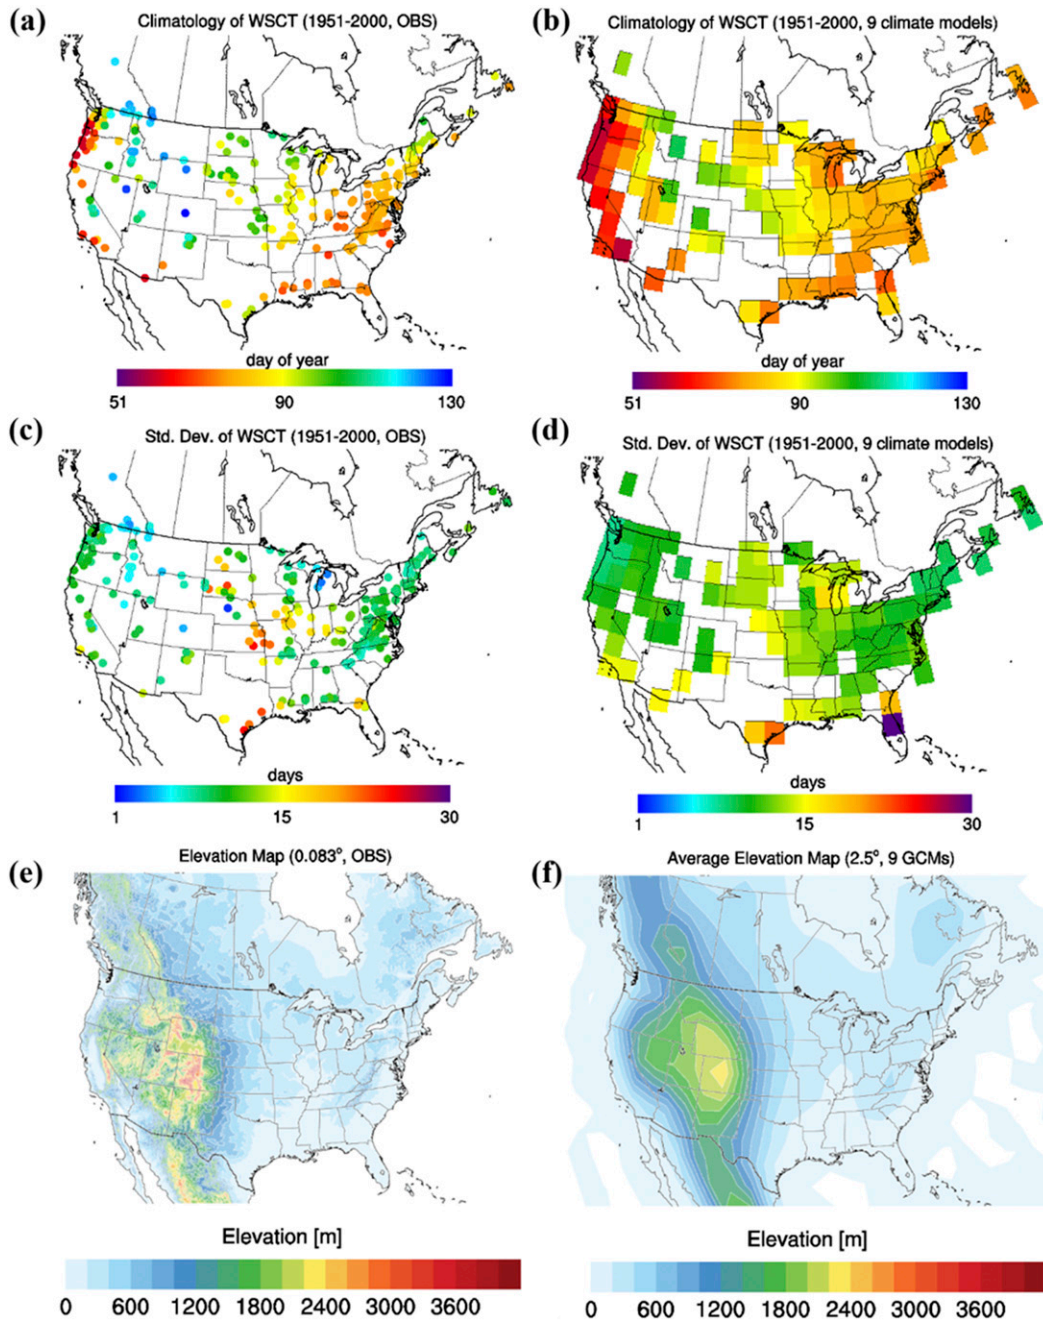 (a)
Climatology of WSCT (1951-2000, OBS)
day of year
51 90 130
(b)
Climatology of WSCT (1951-2000, 9 climate models)
day of year
51 90 130
(c)
Std. Dev. of WSCT (1951-2000, OBS)
days
1 15 30
(d)
Std. Dev. of WSCT (1951-2000, 9 climate models)
days
1 15 30
(e)
Elevation Map (0.083°, OBS)
Elevation [m]
0 600 1200 1800 2400 3000 3600
(f)
Average Elevation Map (2.5°, 9 GCMs)
Elevation [m]
0 600 1200 1800 2400 3000 3600